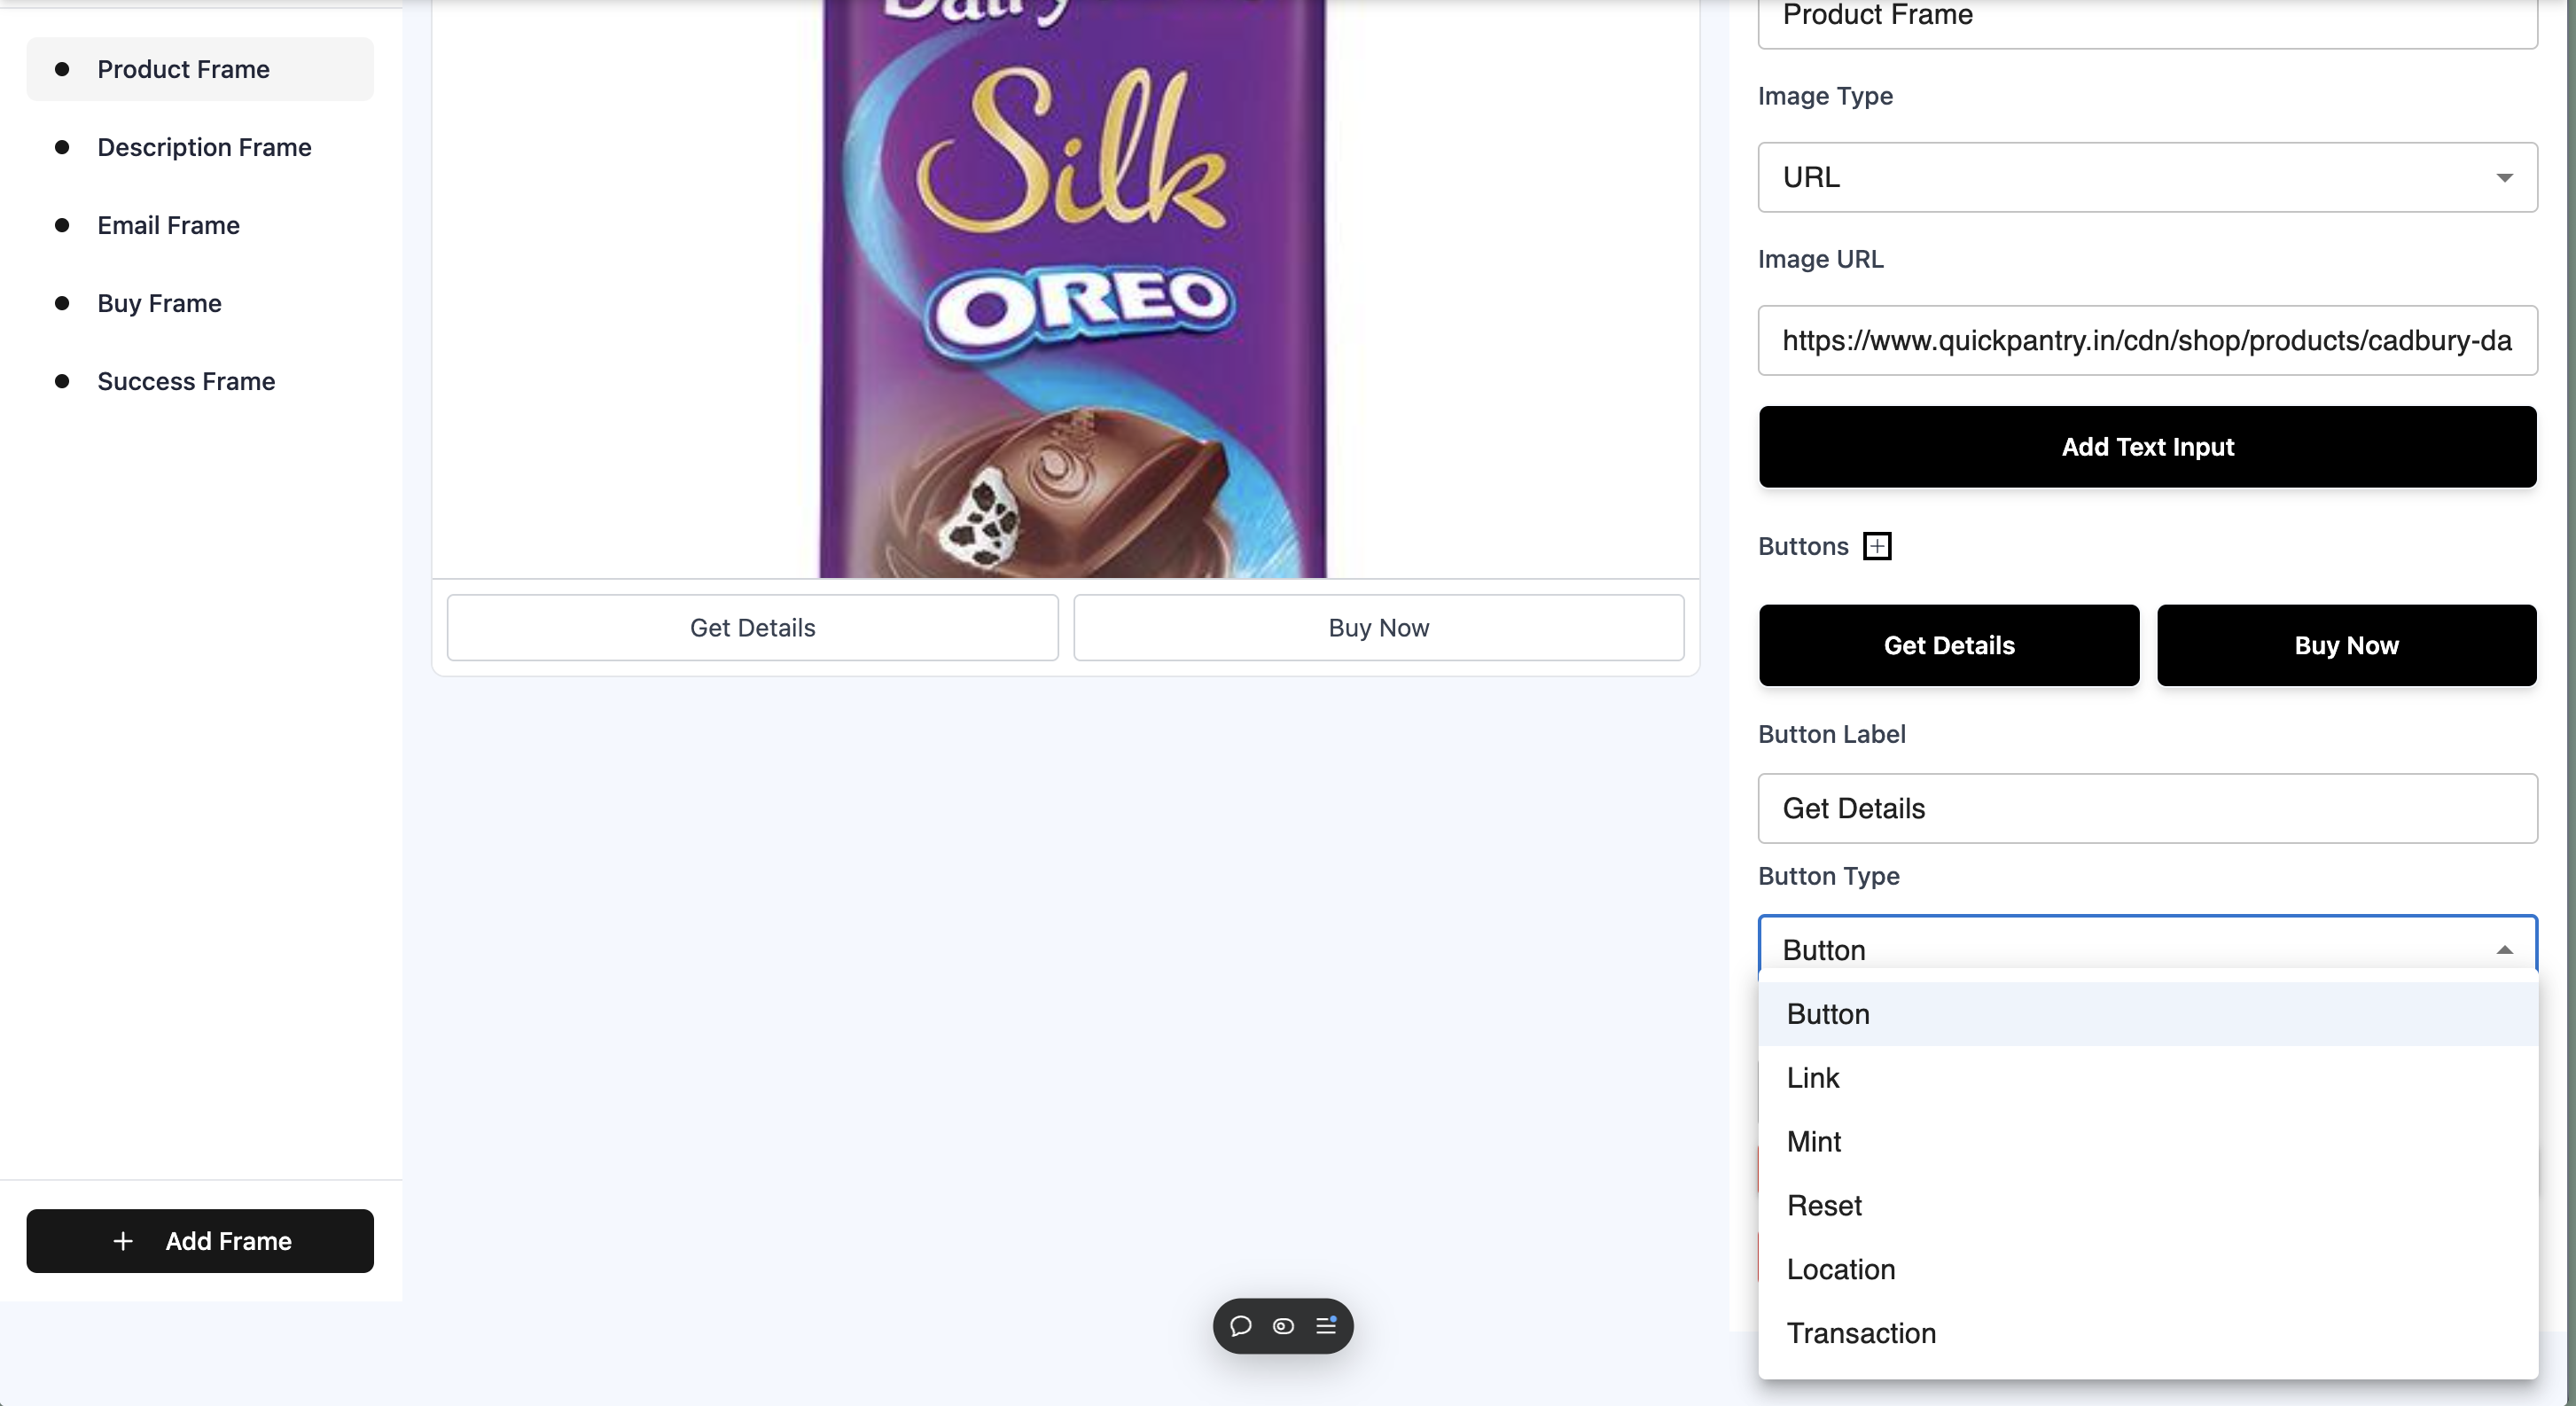 Product Frame
Description Frame
Email Frame
Buy Frame
Success Frame
+ Add Frame
Dairy
Silk
OREO
Get Details
Buy Now
Product Frame
Image Type
URL
Image URL
https://www.quickpantry.in/cdn/shop/products/cadbury-da
Add Text Input
Buttons
Get Details
Buy Now
Button Label
Get Details
Button Type
Button
Button
Link
Mint
Reset
Location
Transaction